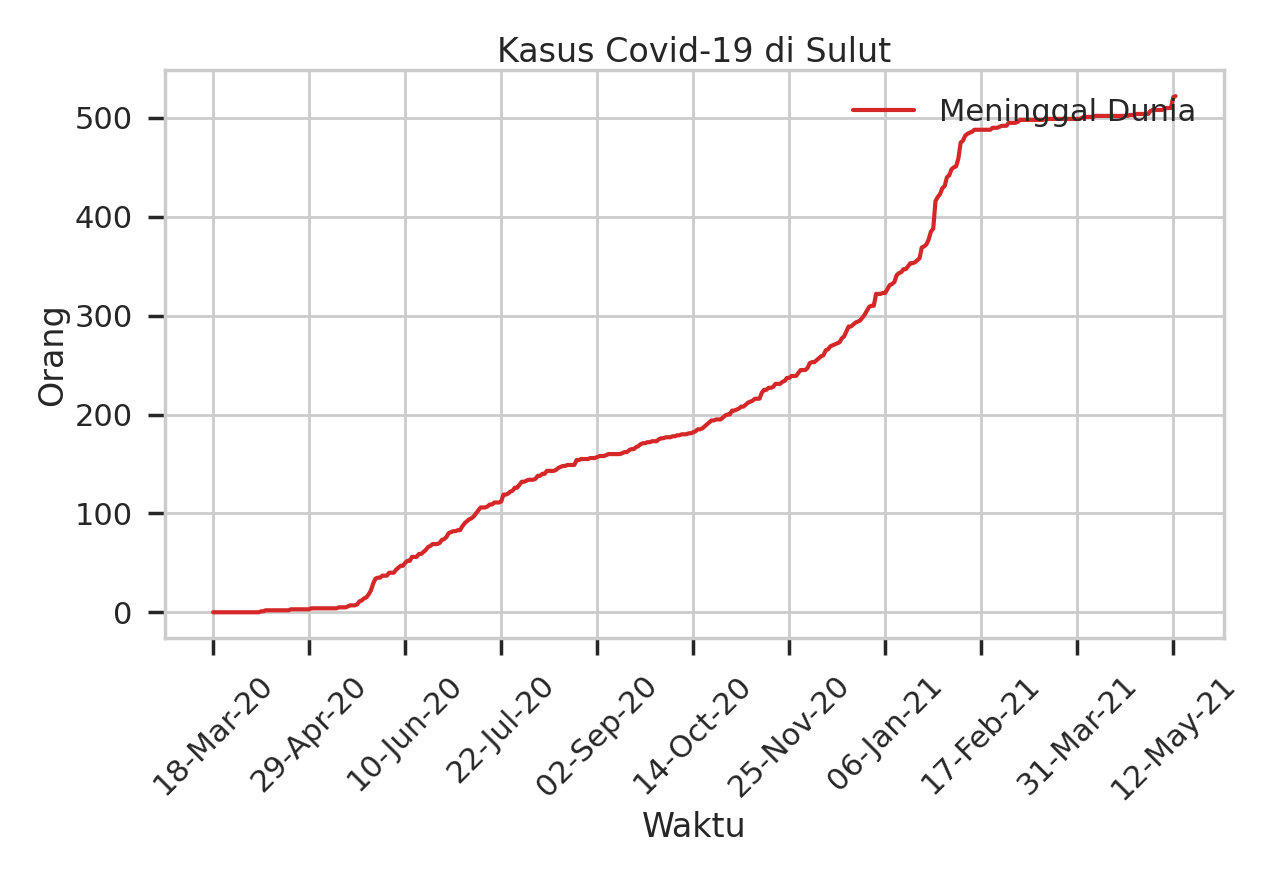 Kasus Covid-19 di Sulut
Meninggal Dunia
500
400
300
200
100
0
Orang
18-Mar-20
29-Apr-20
10-Jun-20
22-Jul-20
02-Sep-20
14-Oct-20
25-Nov-20
06-Jan-21
17-Feb-21
31-Mar-21
12-May-21
Waktu